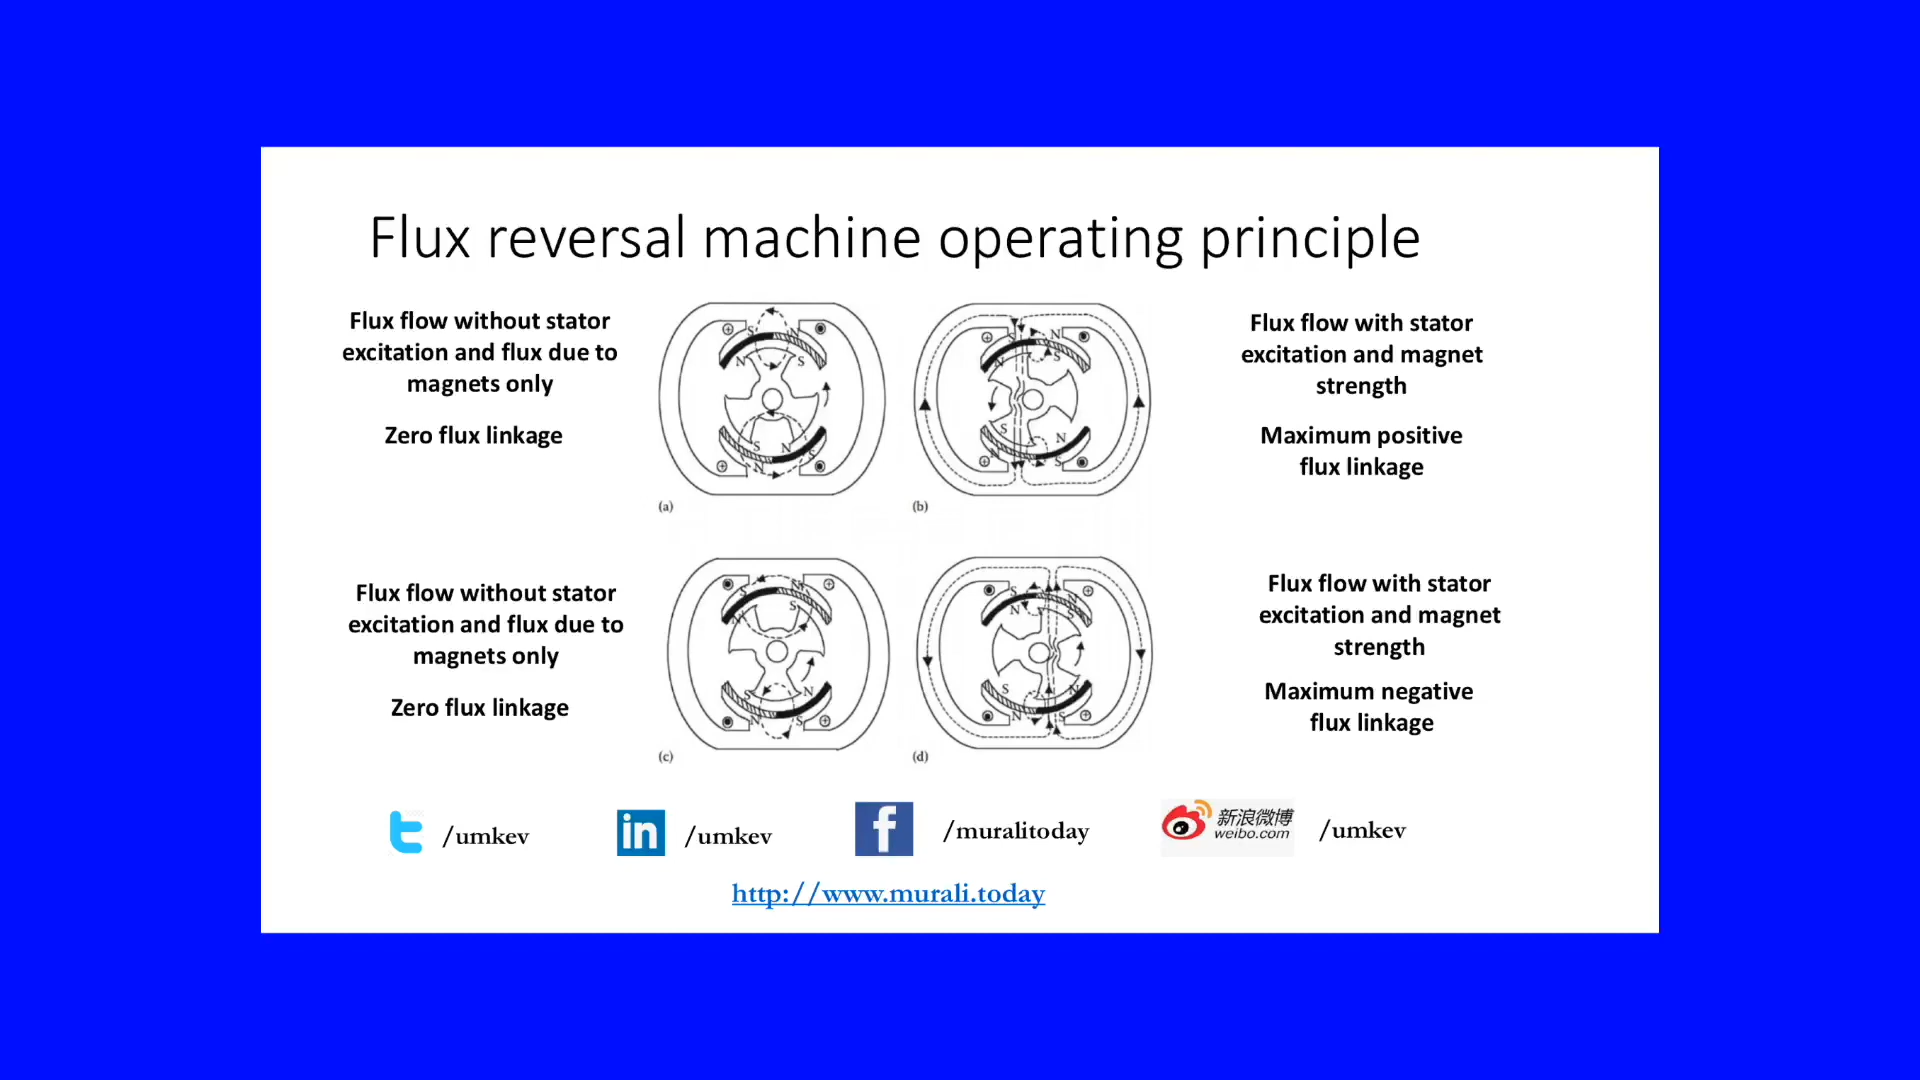 Flux reversal machine operating principle
Flux flow without stator
excitation and flux due to
magnets only
Zero flux linkage
S
N
N
S
S
N
N
S
(a)
S
N
N
S
S
N
N
S
(b)
Flux flow with stator
excitation and magnet
strength
Maximum positive
flux linkage
Flux flow without stator
excitation and flux due to
magnets only
Zero flux linkage
S
N
N
S
S
N
N
S
(c)
S
N
N
S
S
N
N
S
(d)
Flux flow with stator
excitation and magnet
strength
Maximum negative
flux linkage
/umkev
in
/umkev
f
/muralitoday
新浪微博
weibo.com
/umkev
http://www.murali.today